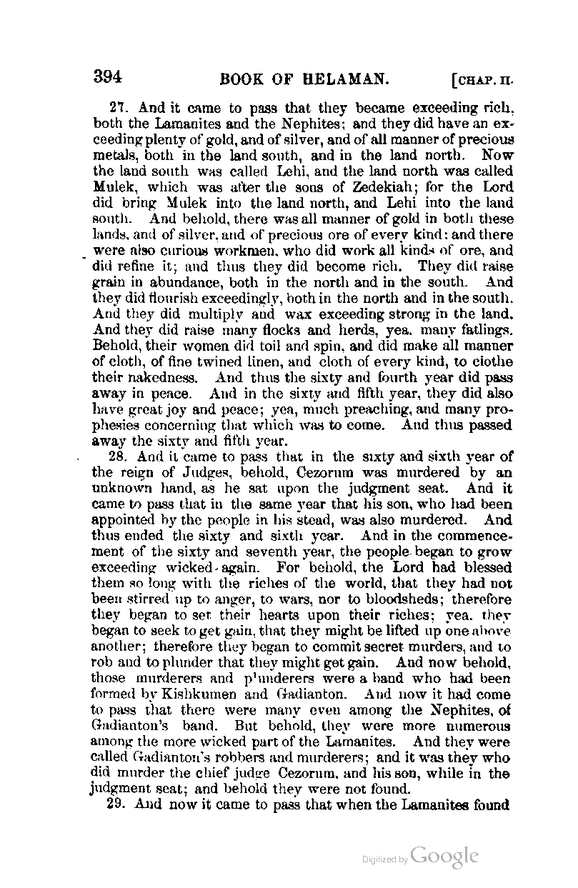 394 BOOK OF HELAMAN. [CHAP. II.
27. And it came to pass that they became exceeding rich,
both the Lamanites and the Nephites; and they did have an ex-
ceeding plenty of gold, and of silver, and of all manner of precious
metals, both in the land south, and in the land north. Now
the land south was called Lehi, and the land north was called
Mulek, which was after the sons of Zedekiah; for the Lord
did bring Mulek into the land north, and Lehi into the land
south. And behold, there was all manner of gold in both these
lands, and of silver, and of precious ore of every kind; and there
were also curious workmen, who did work all kinds of ore, and
did refine it; and thus they did become rich. They did raise
grain in abundance, both in the north and in the south. And
they did flourish exceedingly, both in the north and in the south.
And they did multiply and wax exceeding strong in the land.
And they did raise many flocks and herds, yea, many fatlings.
Behold, their women did toil and spin, and did make all manner
of cloth, of fine twined linen, and cloth of every kind, to clothe
their nakedness. And thus the sixty and fourth year did pass
away in peace. And in the sixty and fifth year, they did also
have great joy and peace; yea, much preaching, and many pro-
phesies concerning that which was to come. And thus passed
away the sixty and fifth year.
28. And it came to pass that in the sixty and sixth year of
the reign of Judges, behold, Cezorum was murdered by an
unknown hand, as he sat upon the judgment seat. And it
came to pass that in the same year that his son, who had been
appointed by the people in his stead, was also murdered. And
thus ended the sixty and sixth year. And in the commence-
ment of the sixty and seventh year, the people began to grow
exceeding wicked again. For behold, the Lord had blessed
them so long with the riches of the world, that they had not
been stirred up to anger, to wars, nor to bloodsheds; therefore
they began to set their hearts upon their riches; yea, they
began to seek to get gain, that they might be lifted up one above
another; therefore they began to commit secret murders, and to
rob and to plunder that they might get gain. And now behold,
those murderers and plunderers were a band who had been
formed by Kishkumen and Gadianton. And now it had come
to pass that there were many even among the Nephites, of
Gadianton's band. But behold, they were more numerous
among the more wicked part of the Lamanites. And they were
called Gadianton's robbers and murderers; and it was they who
did murder the chief judge Cezorum, and his son, while in the
judgment seat; and behold they were not found.
29. And now it came to pass that when the Lamanites found
Digitized by Google